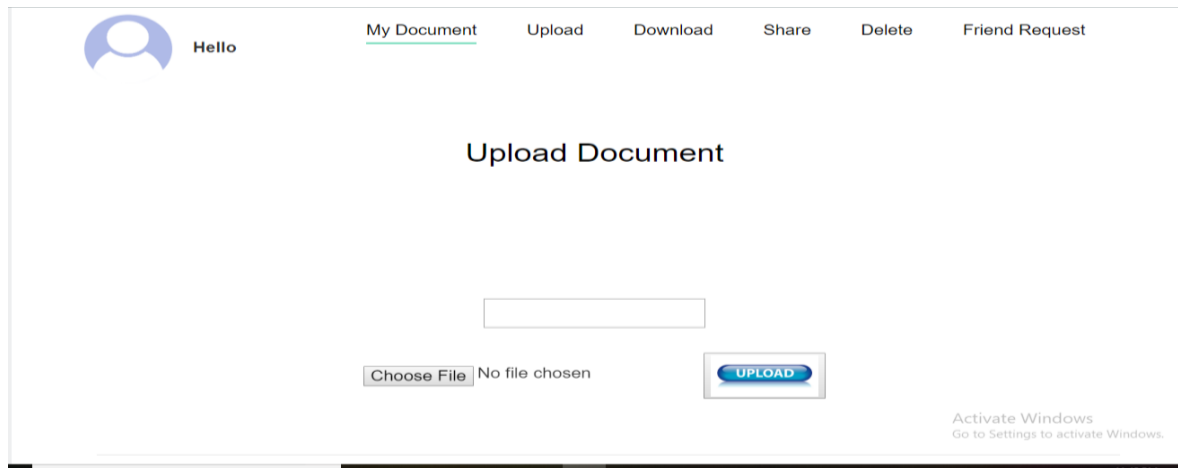 Hello
My Document Upload Download Share Delete Friend Request
Upload Document
Choose File No file chosen
UPLOAD
Activate Windows
Go to Settings to activate Windows.